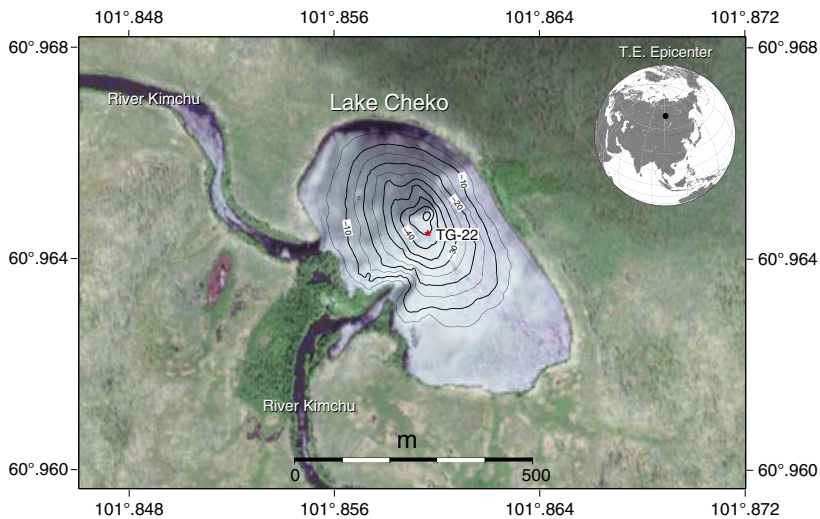 101°.848 101°.856 101°.864 101°.872
60°.968 60°.968
T.E. Epicenter
River Kimchu
Lake Cheko
-10
-20
-10
-40
TG-22
-30
60°.964 60°.964
River Kimchu
m
0 500
60°.960 60°.960
101°.848 101°.856 101°.864 101°.872